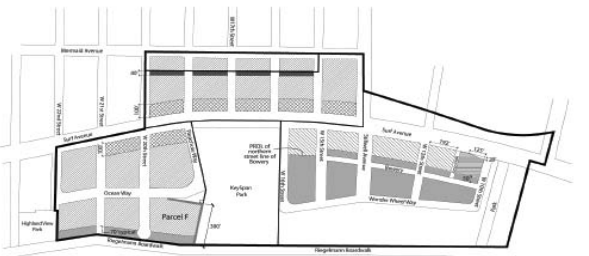 Mermaid Avenue
W 17th Street
Surf Avenue
W 22nd Street
W 21st Street
W 20th Street
Ocean Way
Highland View
Park
Parcel F
Riegelmann Boardwalk
KeySpan
Park
PROL of
northern
street line of
Bowery
W 16th Street
W 15th Street
Stillwell Avenue
Surf Avenue
Bowery
W 12th Street
W 10th Street
Wonder Wheel Way
Riegelmann Boardwalk